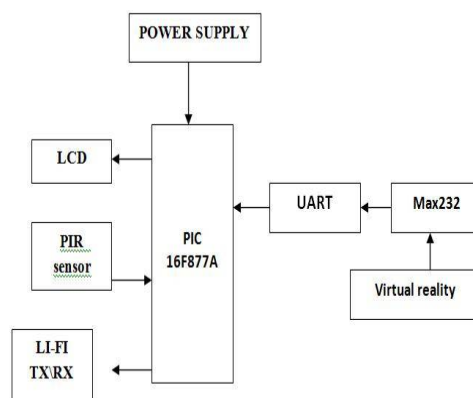 POWER SUPPLY
LCD
PIR
sensor
LI-FI
TX\RX
PIC
16F877A
UART
Max232
Virtual reality